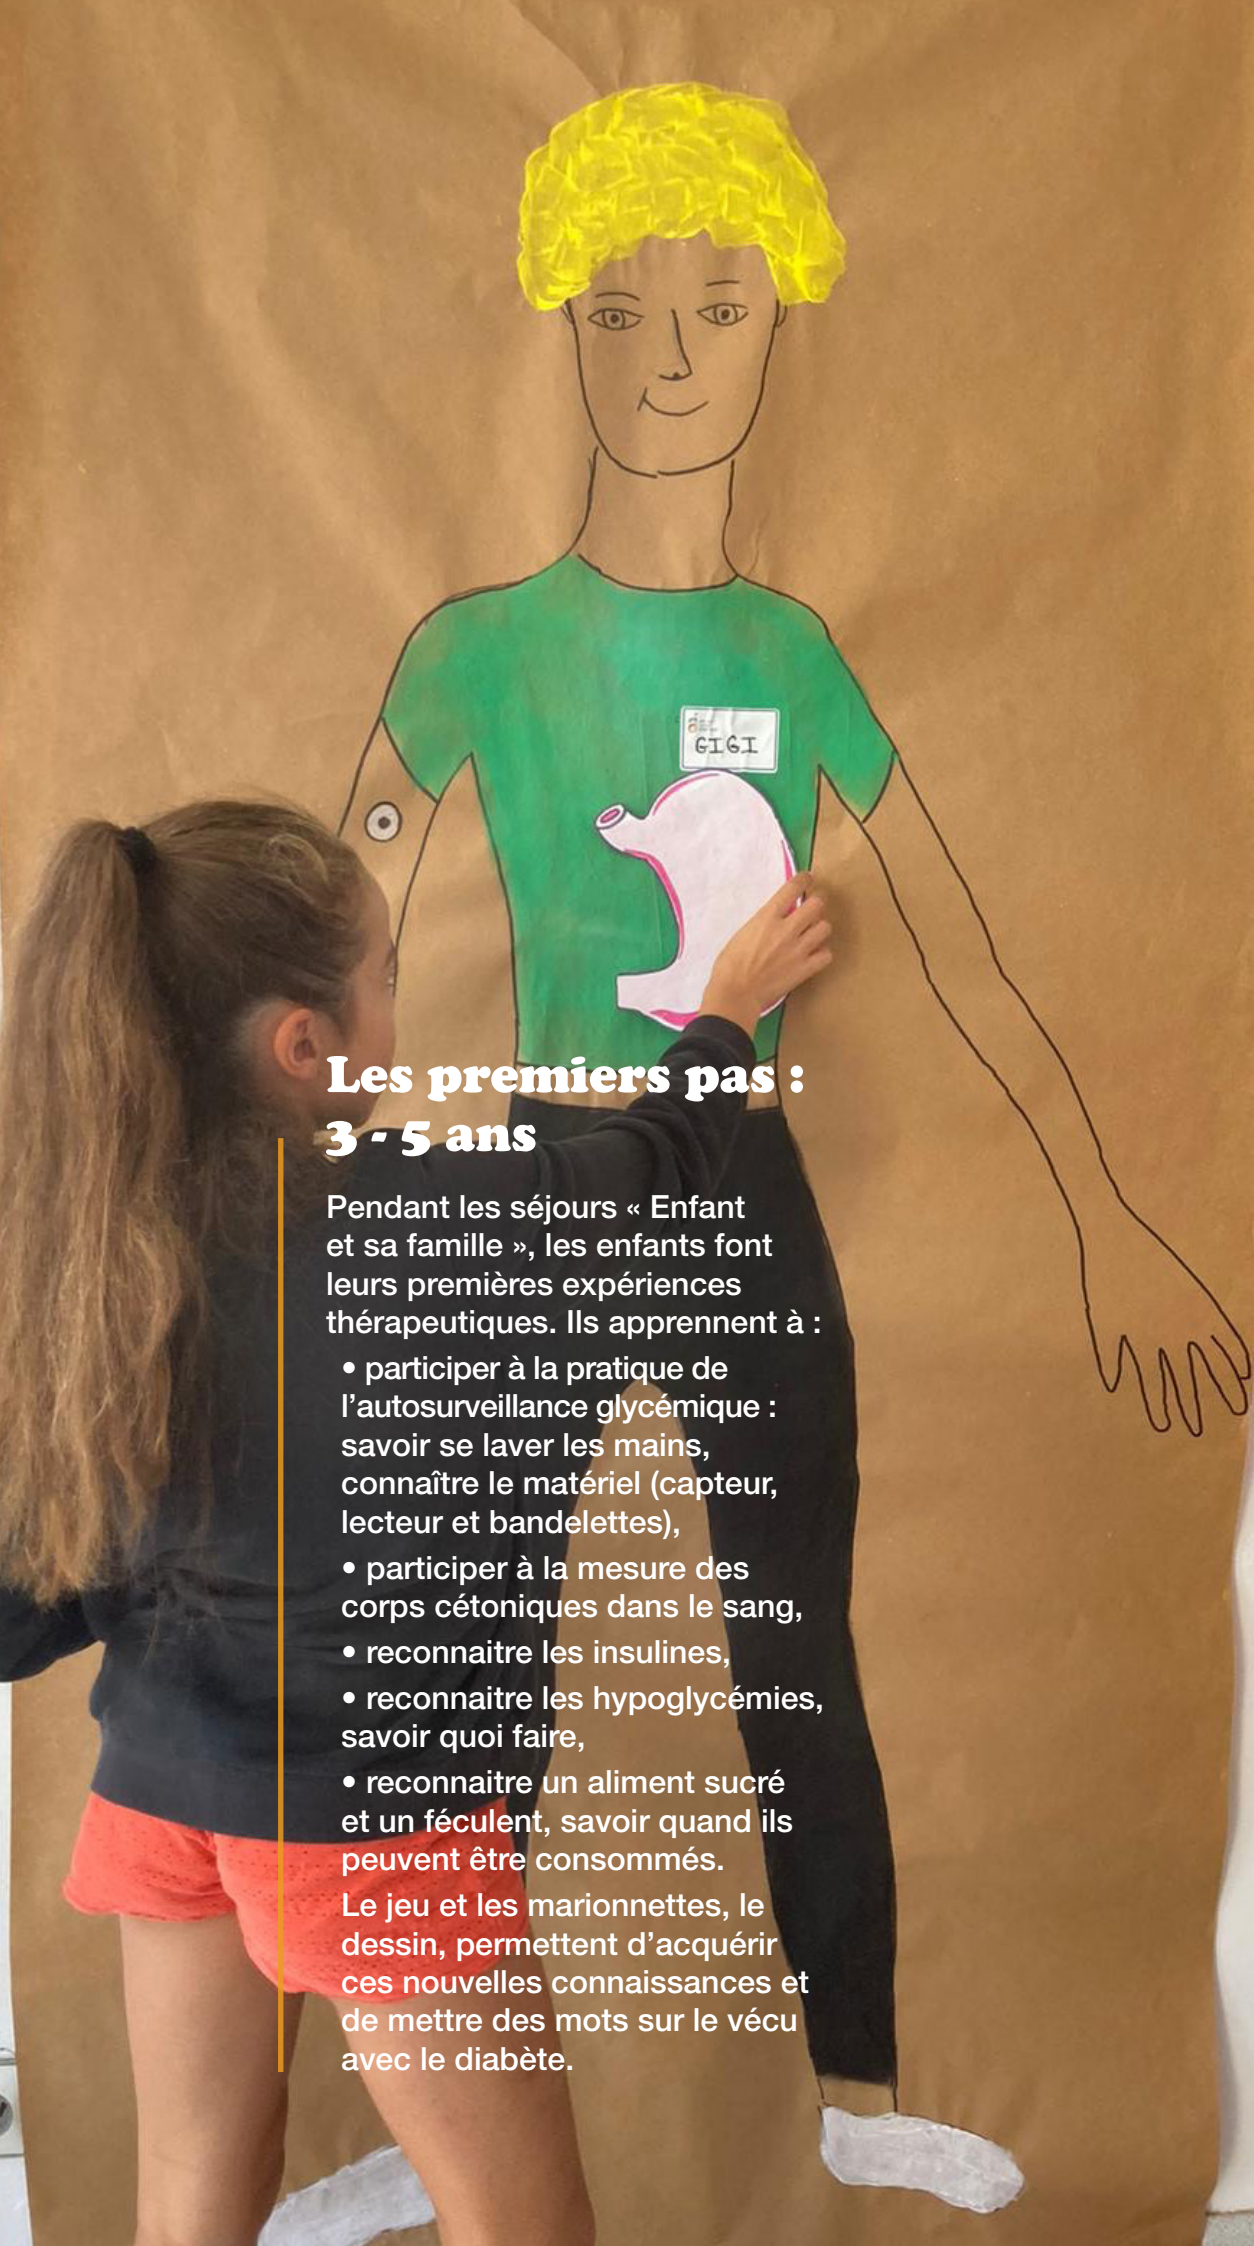 GIGI
Les premiers pas :
3 - 5 ans
Pendant les séjours « Enfant
et sa famille », les enfants font
leurs premières expériences
thérapeutiques. Ils apprennent à :
• participer à la pratique de
l’autosurveillance glycémique :
savoir se laver les mains,
connaître le matériel (capteur,
lecteur et bandelettes),
• participer à la mesure des
corps cétoniques dans le sang,
• reconnaitre les insulines,
• reconnaitre les hypoglycémies,
savoir quoi faire,
• reconnaitre un aliment sucré
et un féculent, savoir quand ils
peuvent être consommés.
Le jeu et les marionnettes, le
dessin, permettent d’acquérir
ces nouvelles connaissances et
de mettre des mots sur le vécu
avec le diabète.